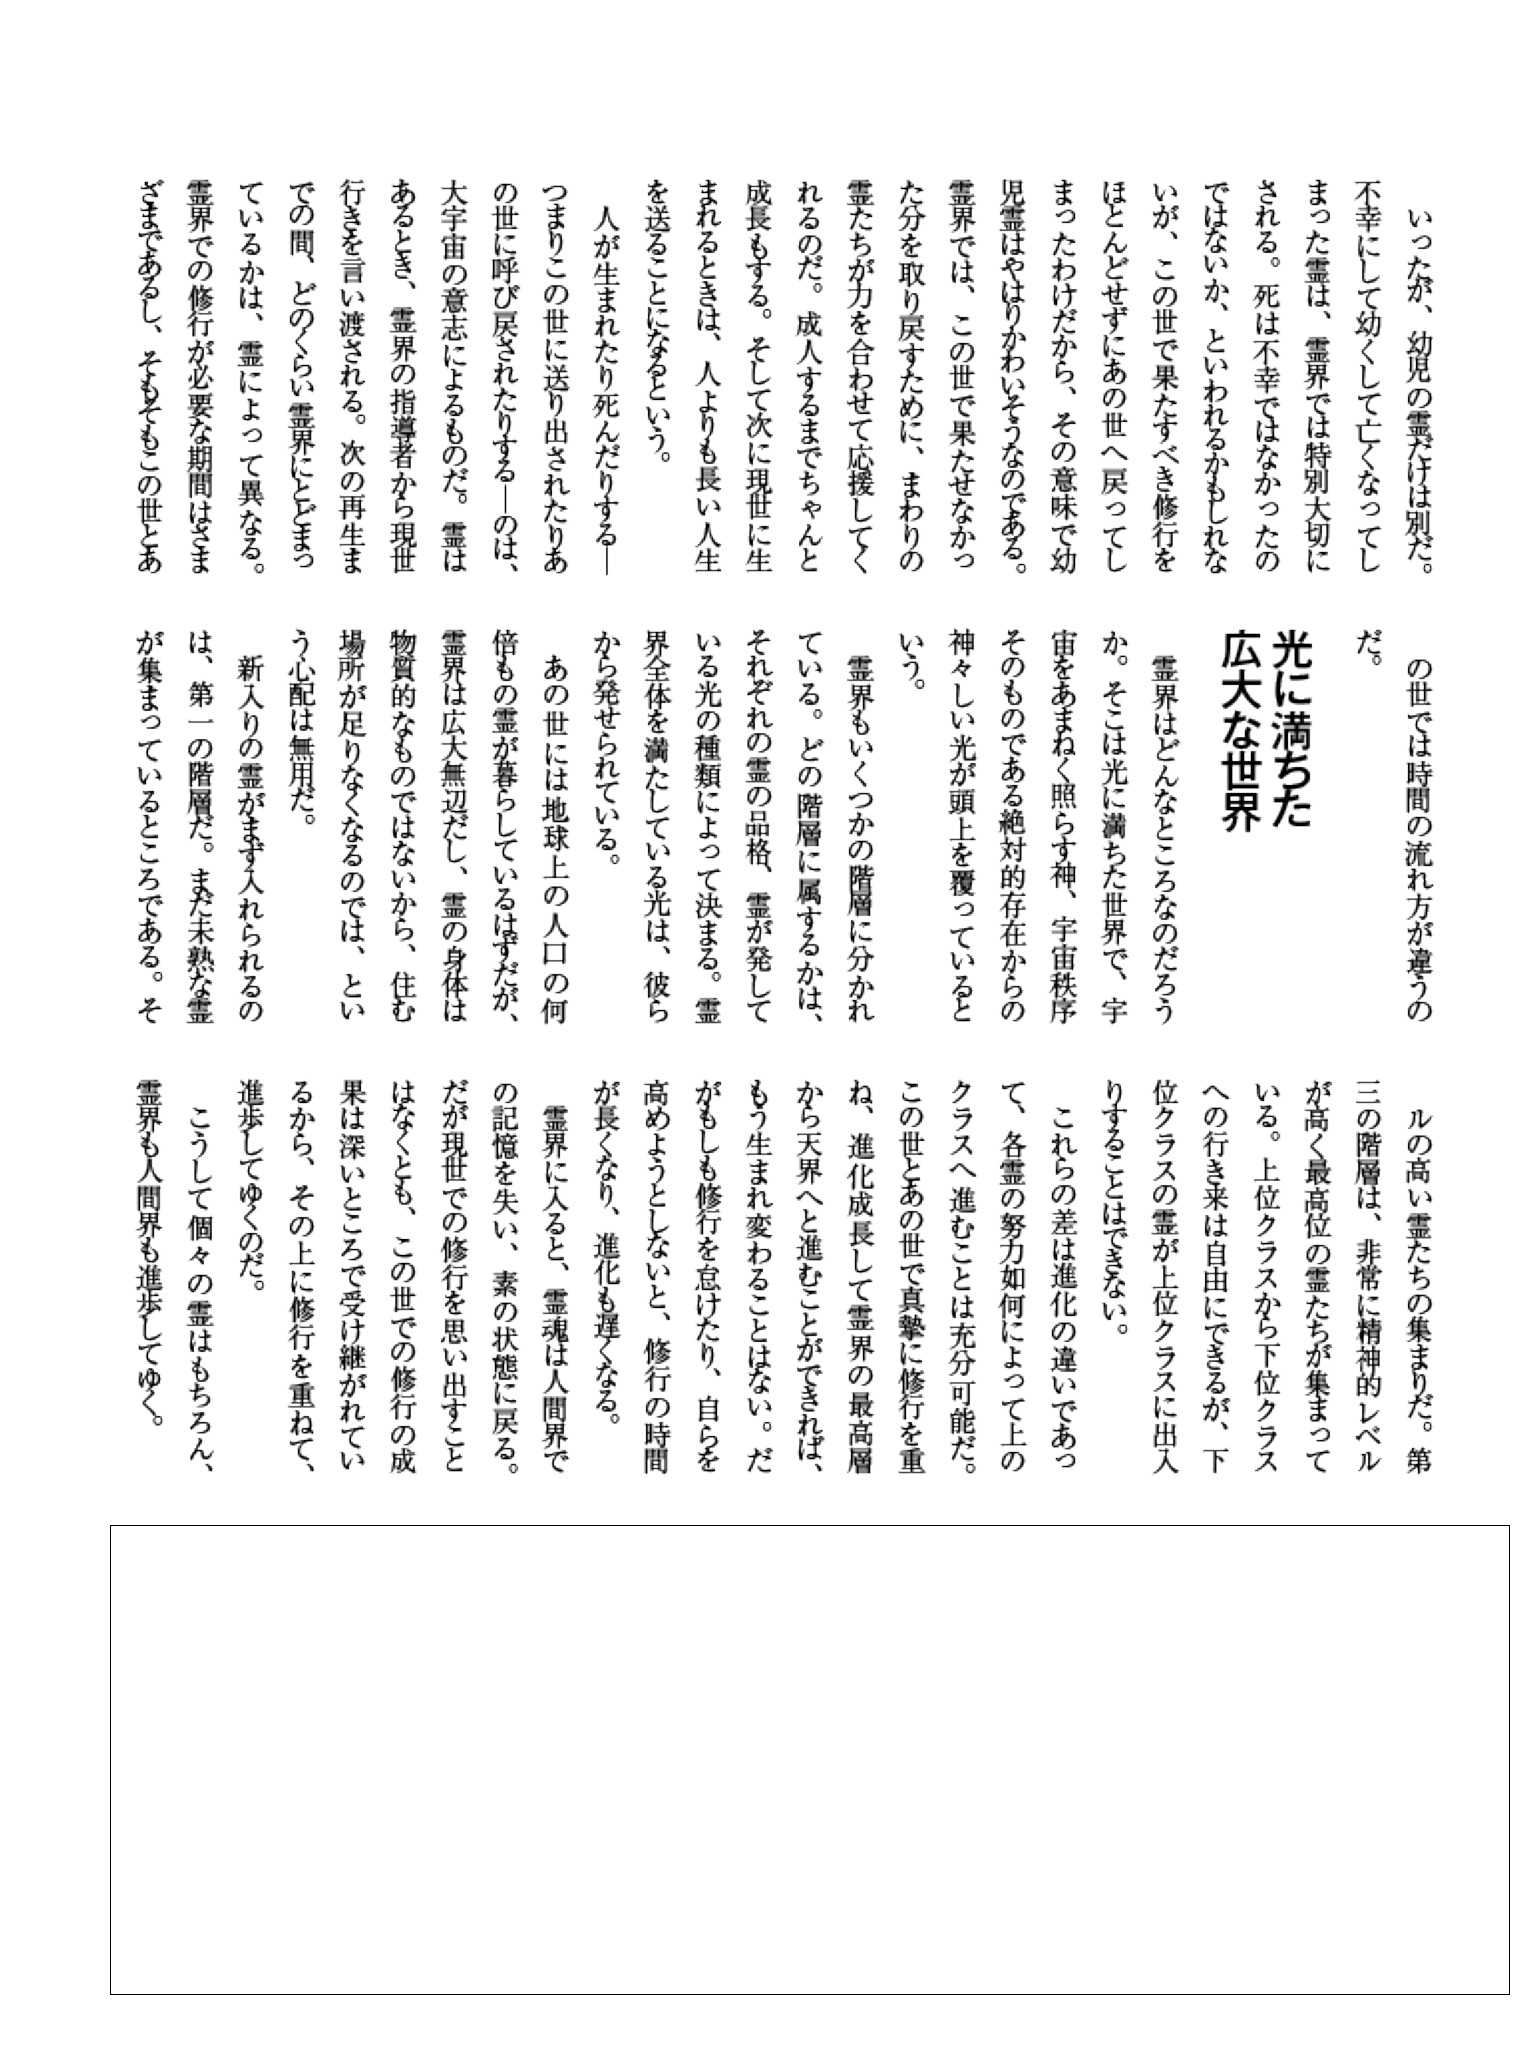 いったが、幼児の霊だけは別だ。
不幸にして幼くして亡くなってし
まった霊は、霊界では特別大切に
される。死は不幸ではなかったの
ではないか、といわれるかもしれな
いが、この世で果たすべき修行を
ほとんどせずにあの世へ戻ってし
まったわけだから、その意味で幼
児霊はやはりかわいそうなのである。
霊界では、この世で果たせなかっ
た分を取り戻すために、まわりの
霊たちが力を合わせて応援してく
れるのだ。成人するまでちゃんと
成長もする。そして次に現世に生
まれるときは、人よりも長い人生
を送ることになるという。
人が生まれたり死んだりする―
つまりこの世に送り出されたりあ
の世に呼び戻されたりする―のは、
大宇宙の意志によるものだ。霊は
あるとき、霊界の指導者から現世
行きを言い渡される。次の再生ま
での間、どのくらい霊界にとどまっ
ているかは、霊によって異なる。
霊界での修行が必要な期間はさま
ざまであるし、そもそもこの世とあ
の世では時間の流れ方が違うの
だ。
光に満ちた
広大な世界
霊界はどんなところなのだろう
か。そこは光に満ちた世界で、宇
宙をあまねく照らす神、宇宙秩序
そのものである絶対的存在からの
神々しい光が頭上を覆っていると
いう。
霊界もいくつかの階層に分かれ
ている。どの階層に属するかは、
それぞれの霊の品格、霊が発して
いる光の種類によって決まる。霊
界全体を満たしている光は、彼ら
から発せられている。
あの世には地球上の人口の何
倍もの霊が暮らしているはずだが、
霊界は広大無辺だし、霊の身体は
物質的なものではないから、住む
場所が足りなくなるのでは、とい
う心配は無用だ。
新入りの霊がまず入れられるの
は、第一の階層だ。まだ未熟な霊
が集まっているところである。そ
ルの高い霊たちの集まりだ。第
三の階層は、非常に精神的レベル
が高く最高位の霊たちが集まって
いる。上位クラスから下位クラス
への行き来は自由にできるが、下
位クラスの霊が上位クラスに出入
りすることはできない。
これらの差は進化の違いであっ
て、各霊の努力如何によって上の
クラスへ進むことは充分可能だ。
この世とあの世で真摯に修行を重
ね、進化成長して霊界の最高層
から天界へと進むことができれば、
もう生まれ変わることはない。だ
がもしも修行を怠けたり、自らを
高めようとしないと、修行の時間
が長くなり、進化も遅くなる。
霊界に入ると、霊魂は人間界で
の記憶を失い、素の状態に戻る。
だが現世での修行を思い出すこと
はなくとも、この世での修行の成
果は深いところで受け継がれてい
るから、その上に修行を重ねて、
進歩してゆくのだ。
こうして個々の霊はもちろん、
霊界も人間界も進歩してゆく。